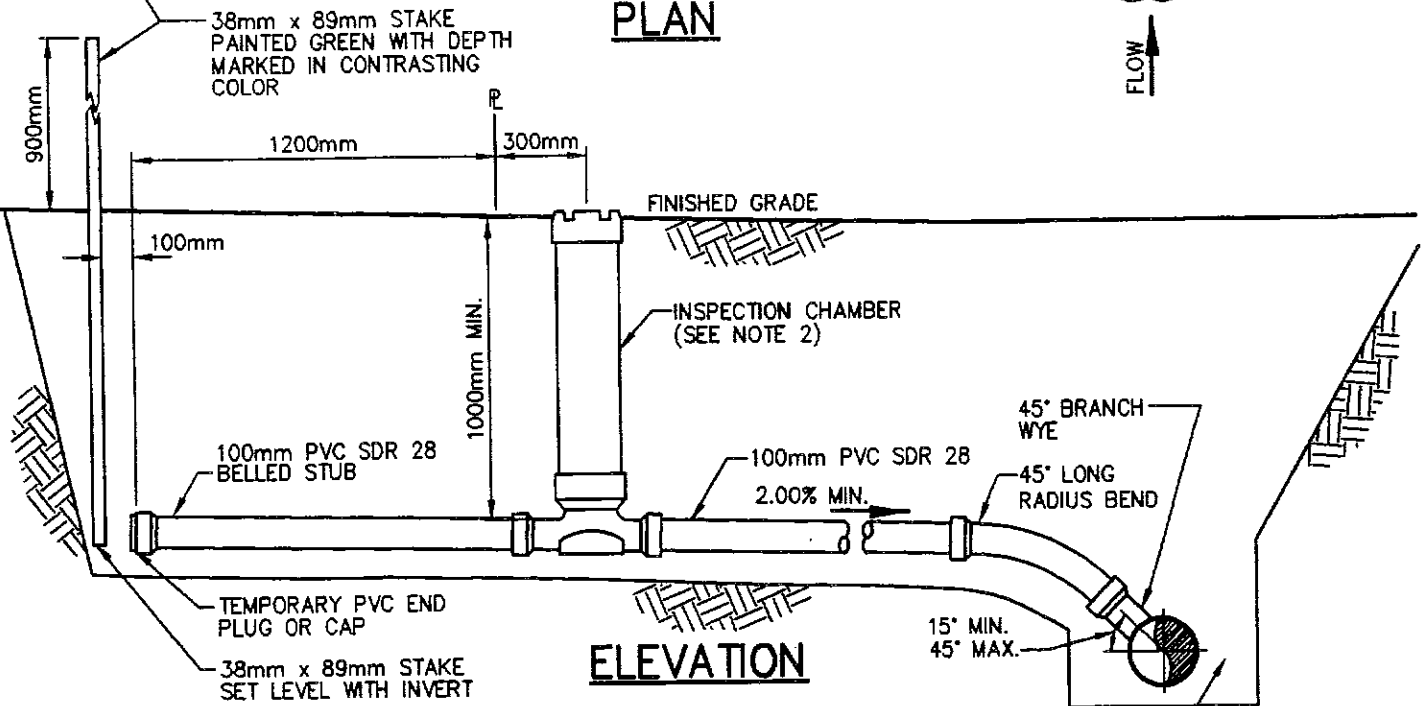 38mm x 89mm STAKE
PAINTED GREEN WITH DEPTH
MARKED IN CONTRASTING
COLOR
PLAN
FLOW
900mm
1200mm
PL
300mm
FINISHED GRADE
100mm
1000mm MIN.
INSPECTION CHAMBER
(SEE NOTE 2)
45° BRANCH
WYE
100mm PVC SDR 28
BELLED STUB
100mm PVC SDR 28
2.00% MIN.
45° LONG
RADIUS BEND
TEMPORARY PVC END
PLUG OR CAP
15° MIN.
45° MAX.
38mm x 89mm STAKE
SET LEVEL WITH INVERT
ELEVATION